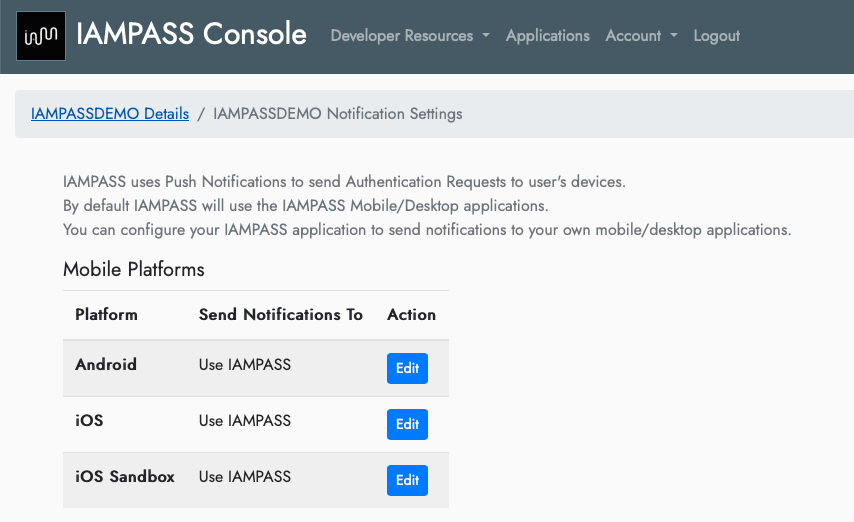 IAMPASS Console Developer Resources Applications Account Logout
IAMPASSDEMO Details / IAMPASSDEMO Notification Settings
IAMPASS uses Push Notifications to send Authentication Requests to user's devices.
By default IAMPASS will use the IAMPASS Mobile/Desktop applications.
You can configure your IAMPASS application to send notifications to your own mobile/desktop applications.
Mobile Platforms
Platform Send Notifications To Action
Android Use IAMPASS Edit
iOS Use IAMPASS Edit
iOS Sandbox Use IAMPASS Edit